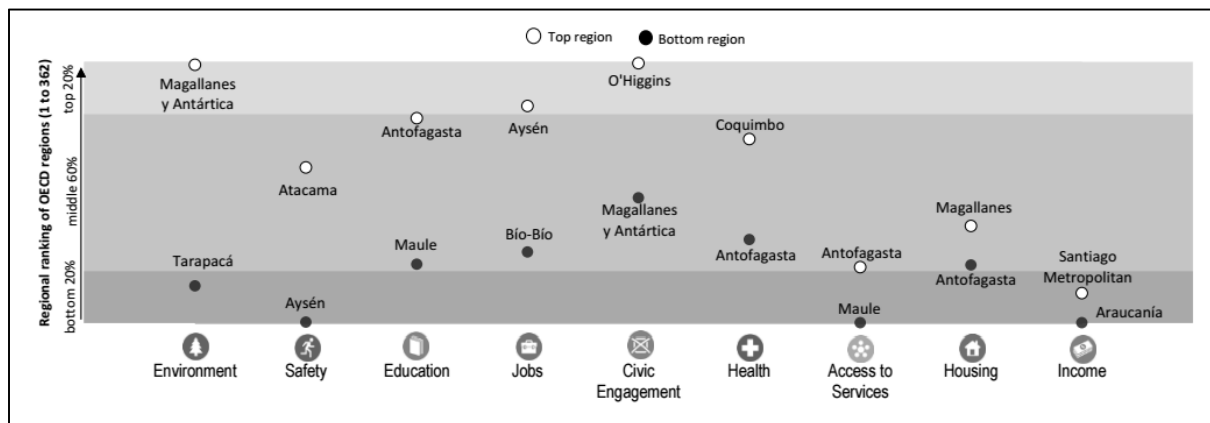 Top region
Bottom region
Regional ranking of OECD regions (1 to 362)
top 20%
middle 60%
bottom 20%
Magallanes
y Antártica
Tarapacá
Atacama
Aysén
Antofagasta
Maule
Aysén
Bío-Bío
O'Higgins
Magallanes
y Antártica
Coquimbo
Antofagasta
Antofagasta
Maule
Magallanes
Antofagasta
Santiago
Metropolitan
Araucanía
Environment
Safety
Education
Jobs
Civic
Engagement
Health
Access to
Services
Housing
Income